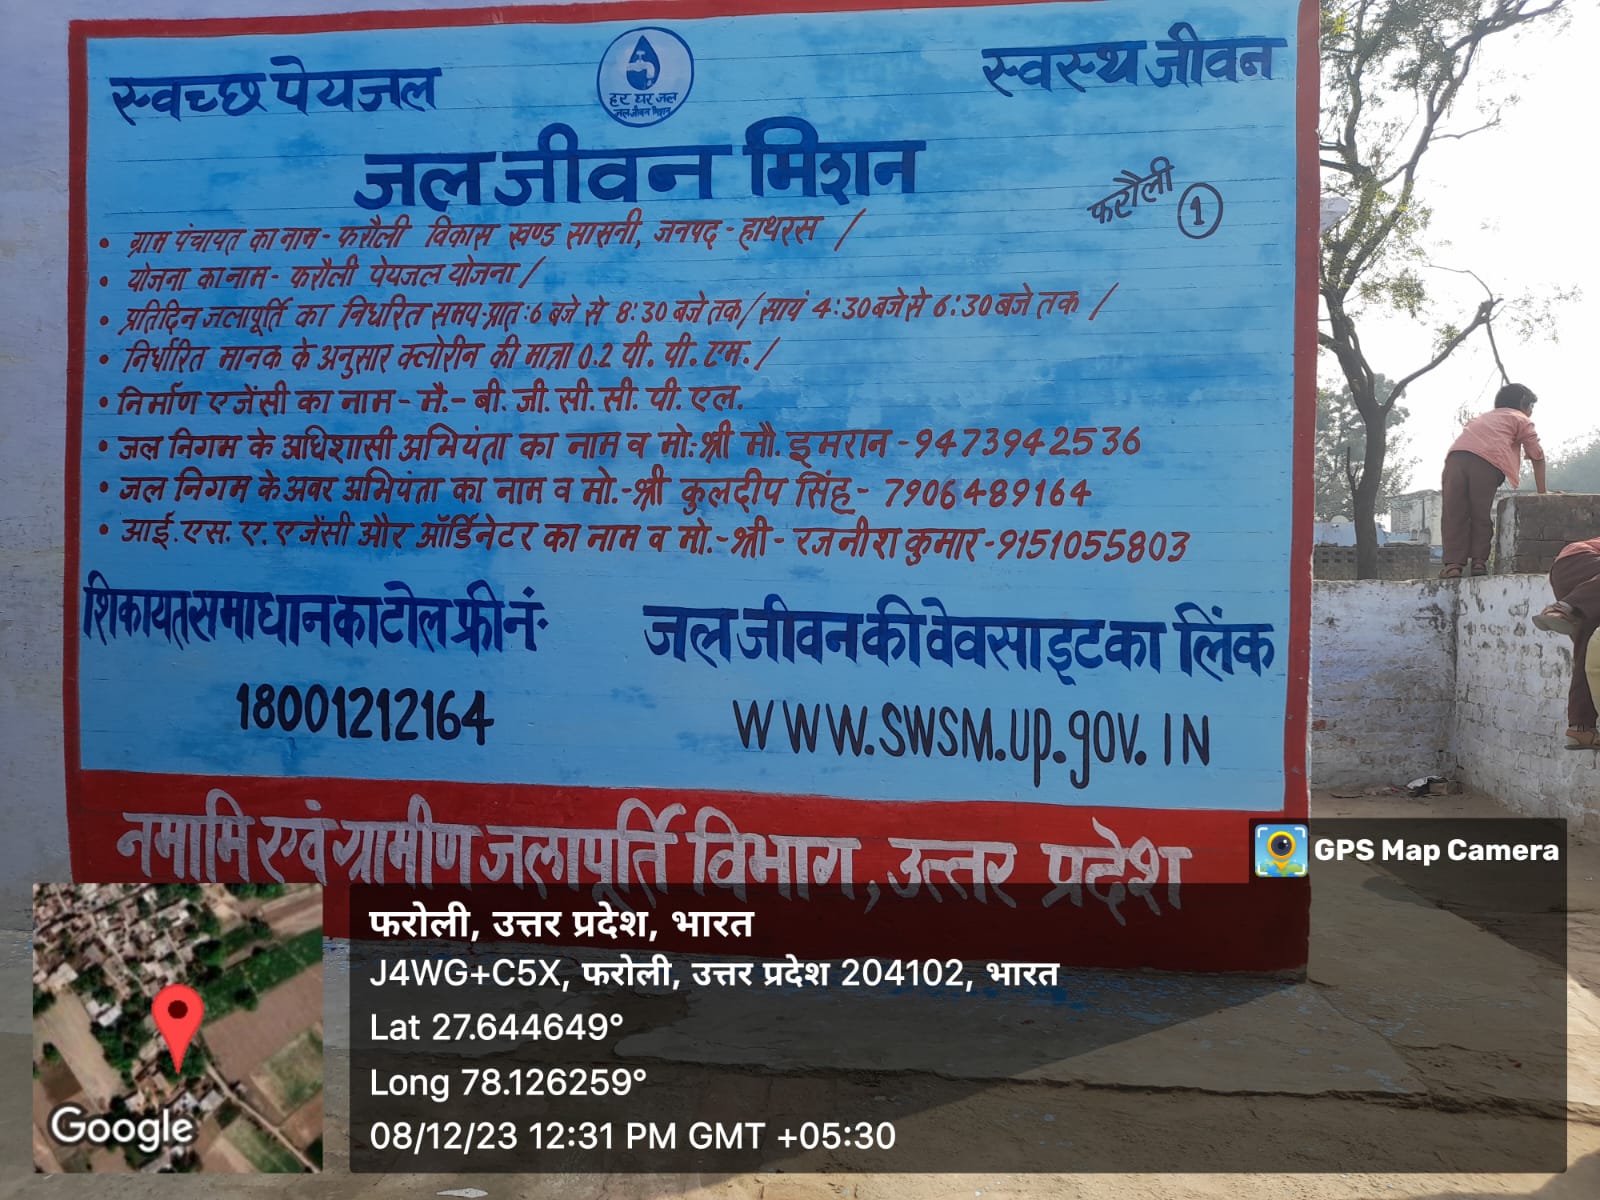 स्वच्छ पेयजल
हर घर जल
जल जीवन मिशन
स्वस्थ जीवन
जल जीवन मिशन
फरौली 1
• ग्राम पंचायत का नाम - फरौली विकास खण्ड सासनी, जनपद - हाथरस /
• योजना का नाम - फरौली पेयजल योजना /
• प्रतिदिन जलापूर्ति का निर्धारित समय-प्रात: 6 बजे से 8:30 बजे तक/ सायं 4:30 बजे से 6:30 बजे तक /
• निर्धारित मानक के अनुसार क्लोरीन की मात्रा 0.2 पी. पी. एम. /
• निर्माण एजेंसी का नाम - मै.- बी. जी. सी. सी. पी. एल.
• जल निगम के अधिशासी अभियंता का नाम व मो: श्री मौ. इमरान - 9473942536
• जल निगम के अवर अभियंता का नाम व मो.-श्री कुलदीप सिंह - 7906489164
• आई. एस. ए. एजेंसी और ऑर्डिनेटर का नाम व मो.-श्री - रजनीश कुमार -9151055803
शिकायत समाधान का टोल फ्री नं.
18001212164
जल जीवन की वेवसाइट का लिंक
WWW.SWSM.UP.gov.IN
नमामि एवं ग्रामीण जलापूर्ति विभाग, उत्तर प्रदेश
GPS Map Camera
फरोली, उत्तर प्रदेश, भारत
J4WG+C5X, फरोली, उत्तर प्रदेश 204102, भारत
Lat 27.644649°
Long 78.126259°
08/12/23 12:31 PM GMT +05:30
Google